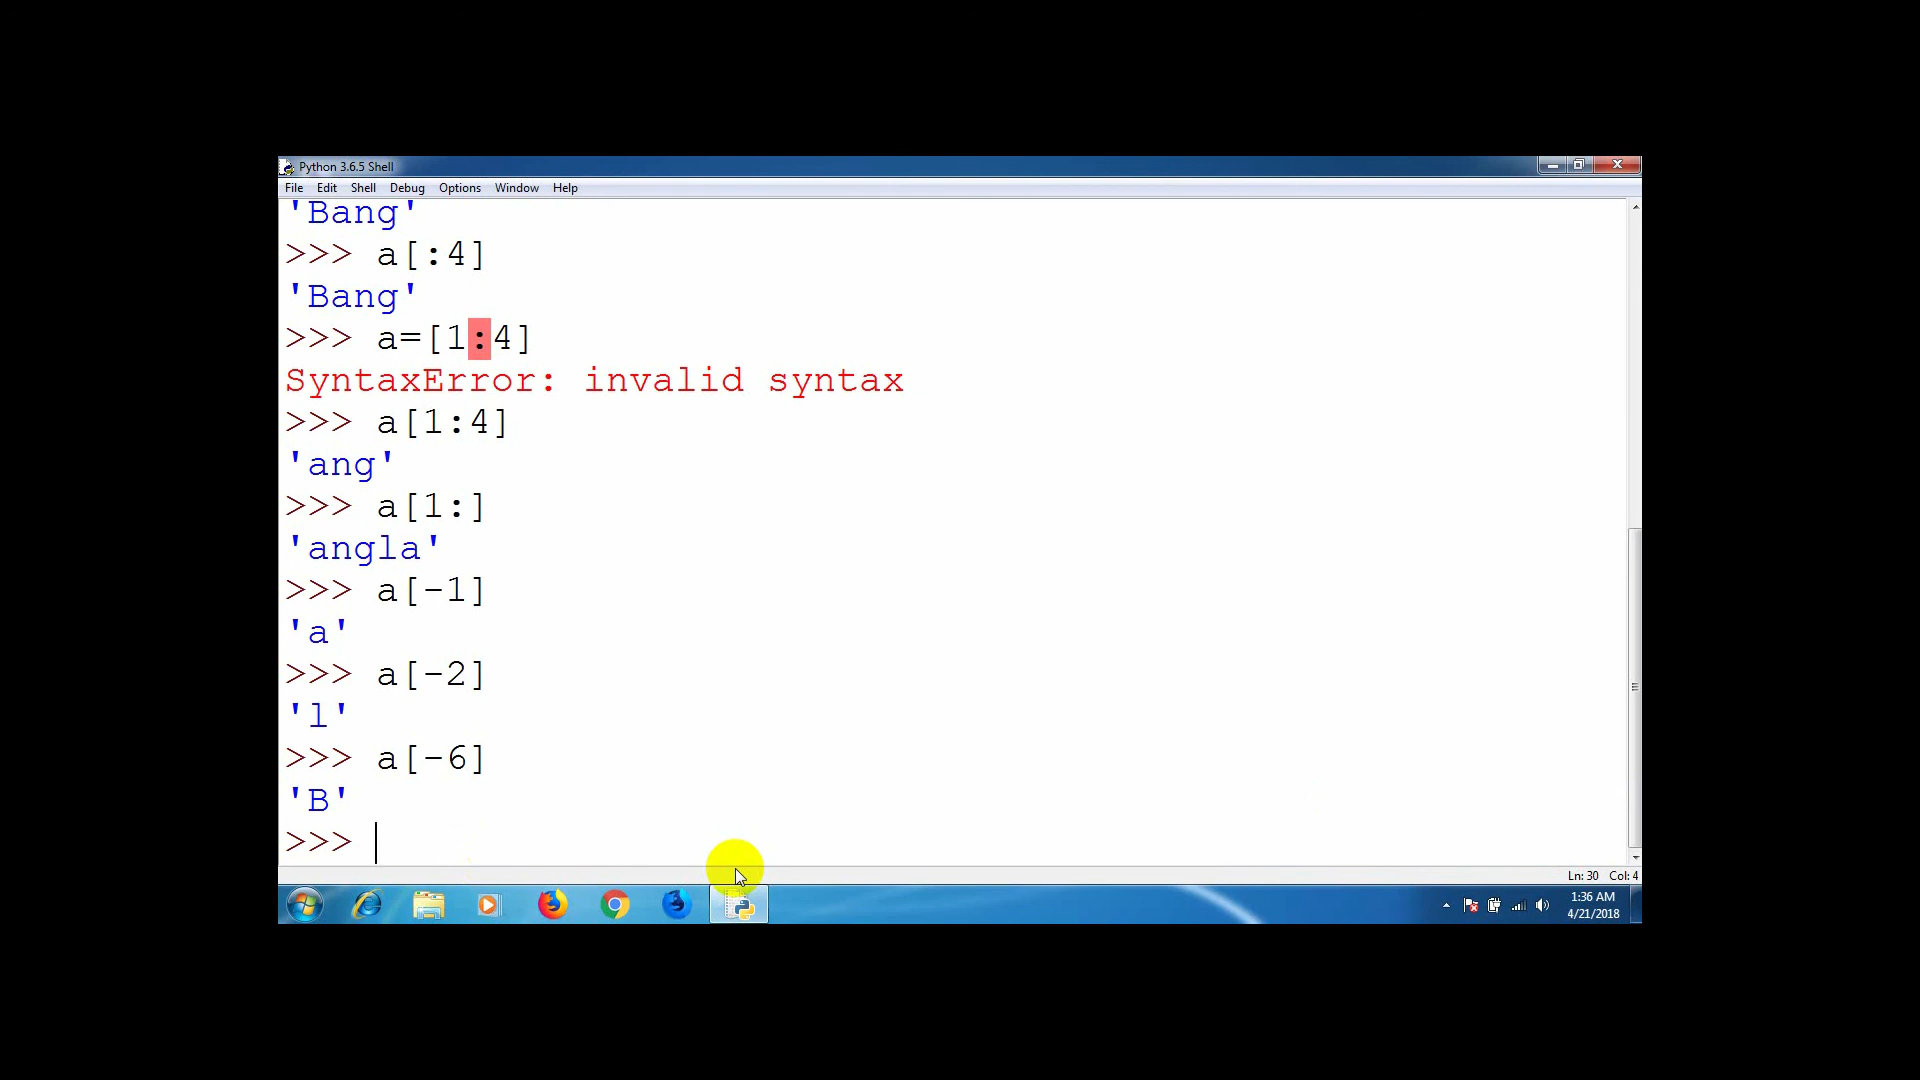 Python 3.6.5 Shell
File Edit Shell Debug Options Window Help
'Bang'
>>> a[:4]
'Bang'
>>> a=[1:4]
SyntaxError: invalid syntax
>>> a[1:4]
'ang'
>>> a[1:]
'angla'
>>> a[-1]
'a'
>>> a[-2]
'l'
>>> a[-6]
'B'
>>>
Ln: 30 Col: 4
1:36 AM
4/21/2018